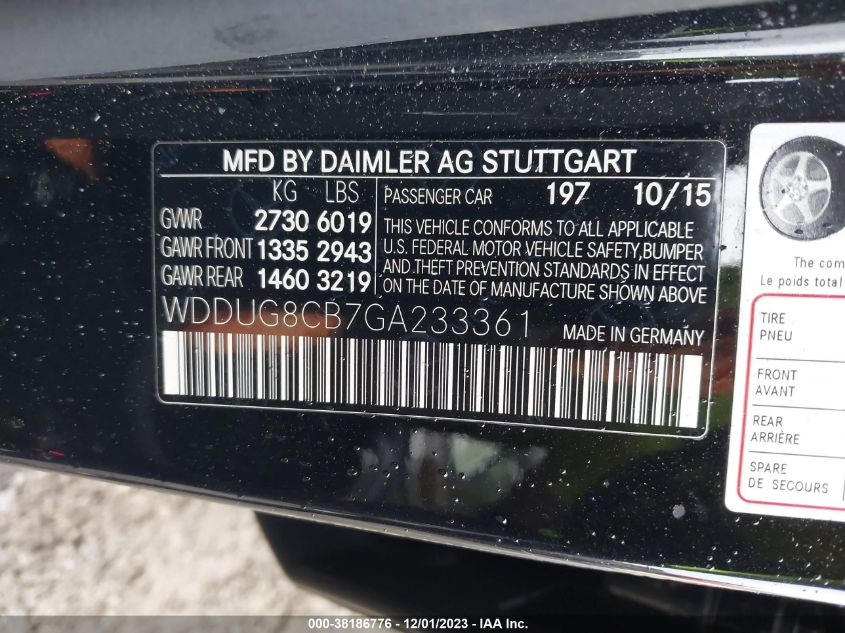 MFD BY DAIMLER AG STUTTGART
KG LBS
GVWR 2730 6019
GAWR FRONT 1335 2943
GAWR REAR 1460 3219
PASSENGER CAR 197 10/15
THIS VEHICLE CONFORMS TO ALL APPLICABLE
U.S. FEDERAL MOTOR VEHICLE SAFETY, BUMPER
AND THEFT PREVENTION STANDARDS IN EFFECT
ON THE DATE OF MANUFACTURE SHOWN ABOVE
WDDUG8CB7GA233361 MADE IN GERMANY
The com
Le poids total
TIRE
PNEU
FRONT
AVANT
REAR
ARRIÈRE
SPARE
DE SECOURS
000-38186776 - 12/01/2023 - IAA Inc.